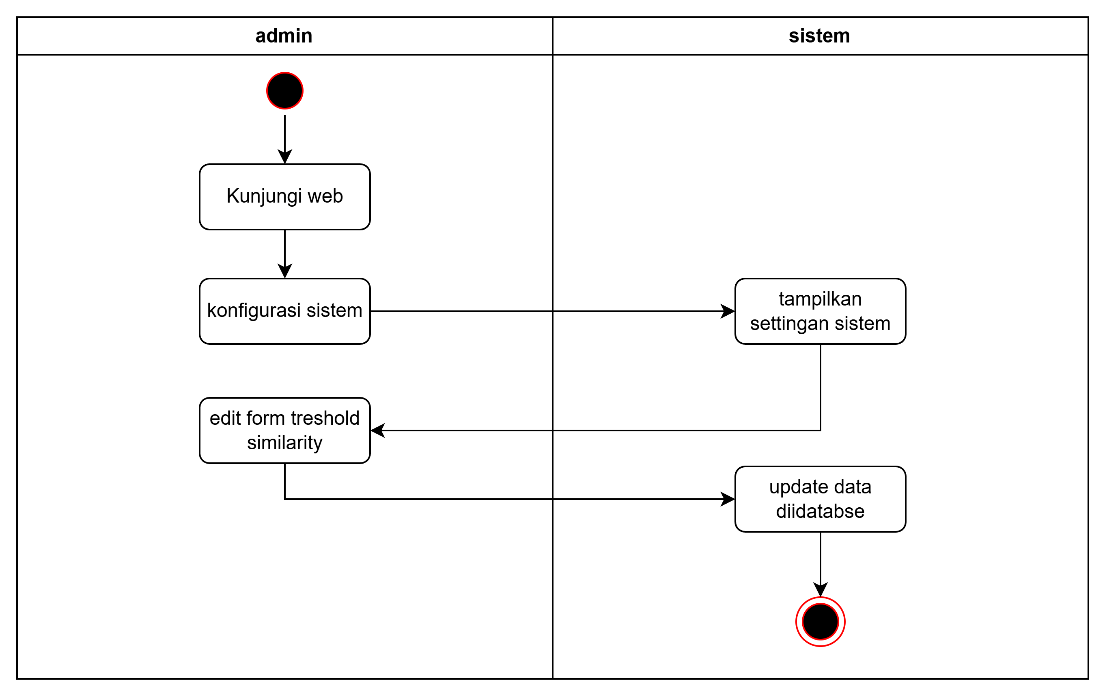 admin
sistem
Kunjungi web
konfigurasi sistem
tampilkan
settingan sistem
edit form treshold
similarity
update data
diidatabse